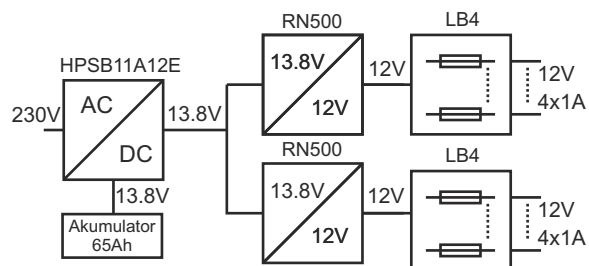 RN500
LB4
HPSB11A12E
13.8V
12V
12V
12V
4x1A
230V
AC
DC
13.8V
13.8V
Akumulator
65Ah
RN500
LB4
13.8V
12V
12V
12V
4x1A